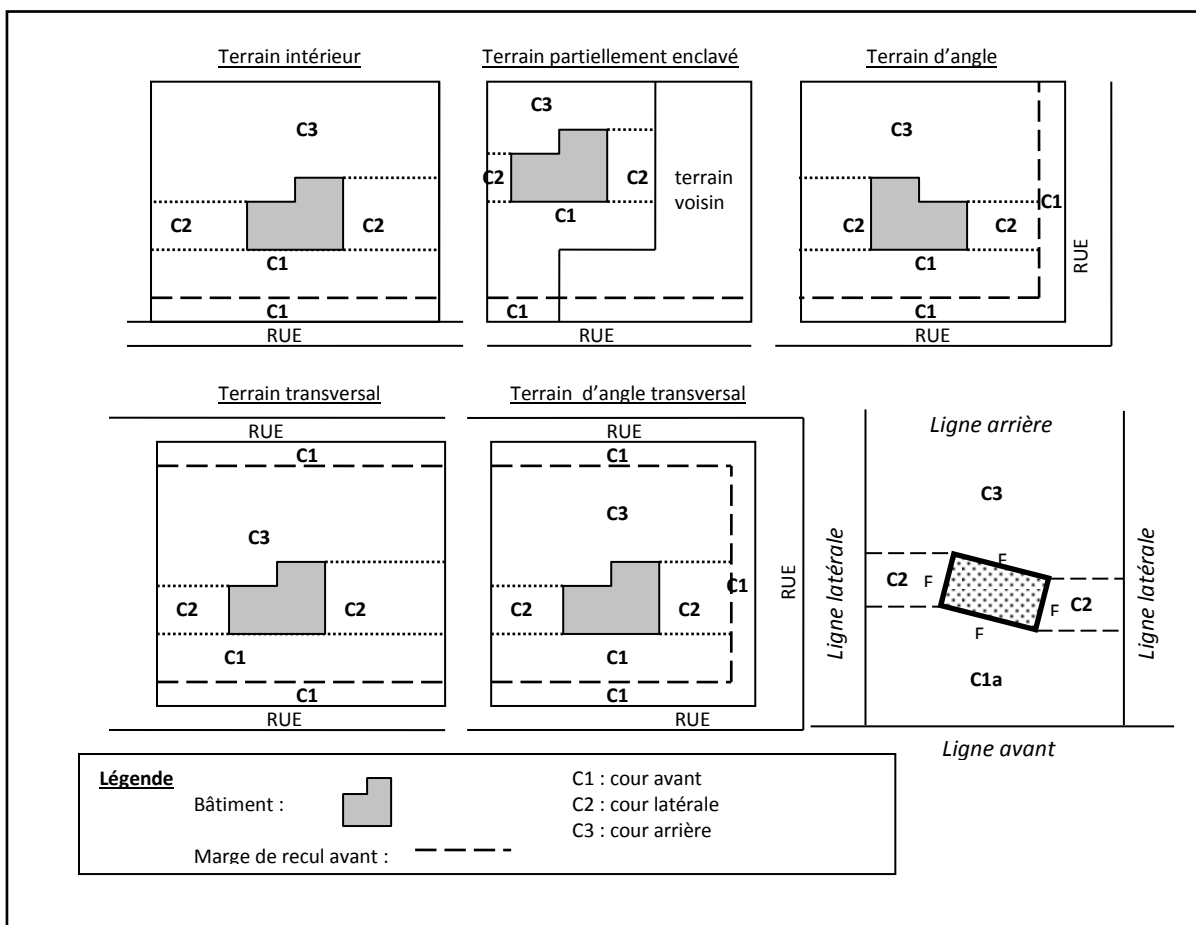 Terrain intérieur
C3
C2
C2
C1
C1
RUE
Terrain partiellement enclavé
C3
C2
C2
terrain
voisin
C1
C1
RUE
Terrain d'angle
C3
C1
C2
C2
C1
RUE
C1
RUE
Terrain transversal
RUE
C1
C3
C2
C2
C1
C1
RUE
Terrain d'angle transversal
RUE
C1
C3
C1
RUE
C2
C2
C1
C1
RUE
Ligne arrière
C3
Ligne latérale
Ligne latérale
F
C2
F
F
C2
F
C1a
Ligne avant
Légende
Bâtiment :
Marge de recul avant :
C1 : cour avant
C2 : cour latérale
C3 : cour arrière